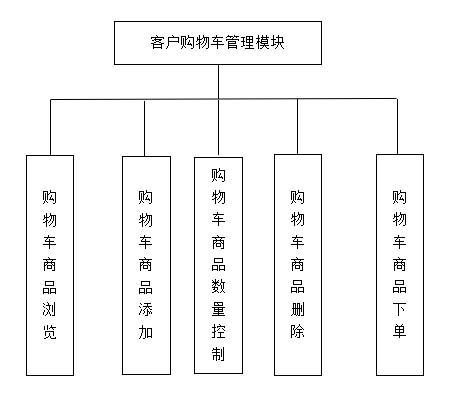 客户购物车管理模块
购物车商品浏览
购物车商品添加
购物车商品数量控制
购物车商品删除
购物车商品下单